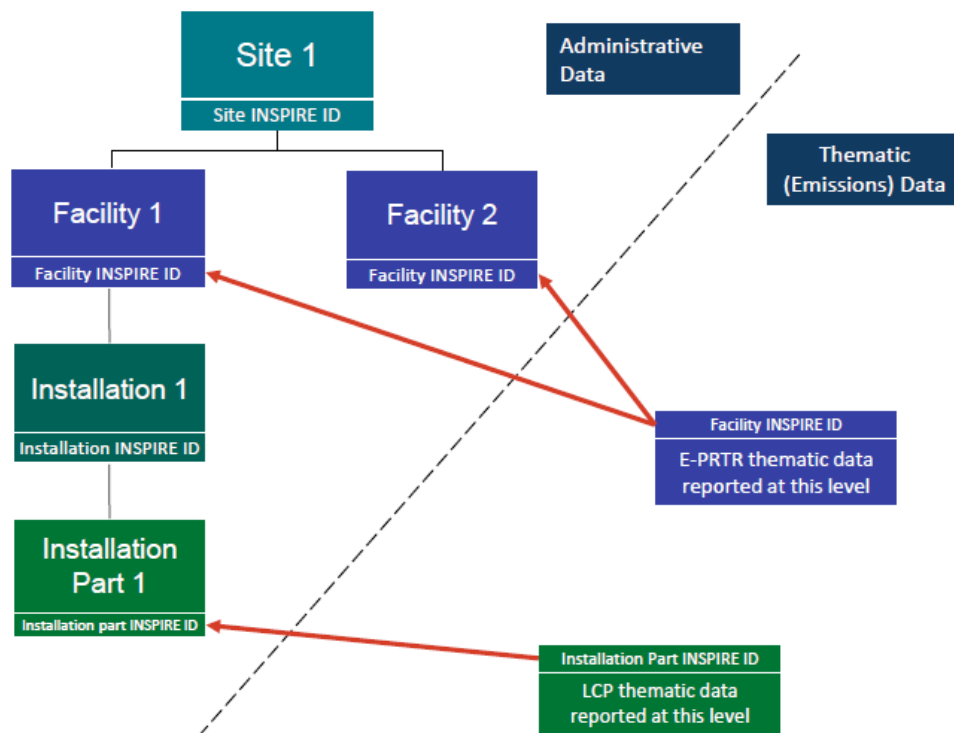 Site 1
Site INSPIRE ID
Administrative
Data
Thematic
(Emissions) Data
Facility 1
Facility INSPIRE ID
Facility 2
Facility INSPIRE ID
Installation 1
Installation INSPIRE ID
Facility INSPIRE ID
E-PRTR thematic data
reported at this level
Installation
Part 1
Installation part INSPIRE ID
Installation Part INSPIRE ID
LCP thematic data
reported at this level